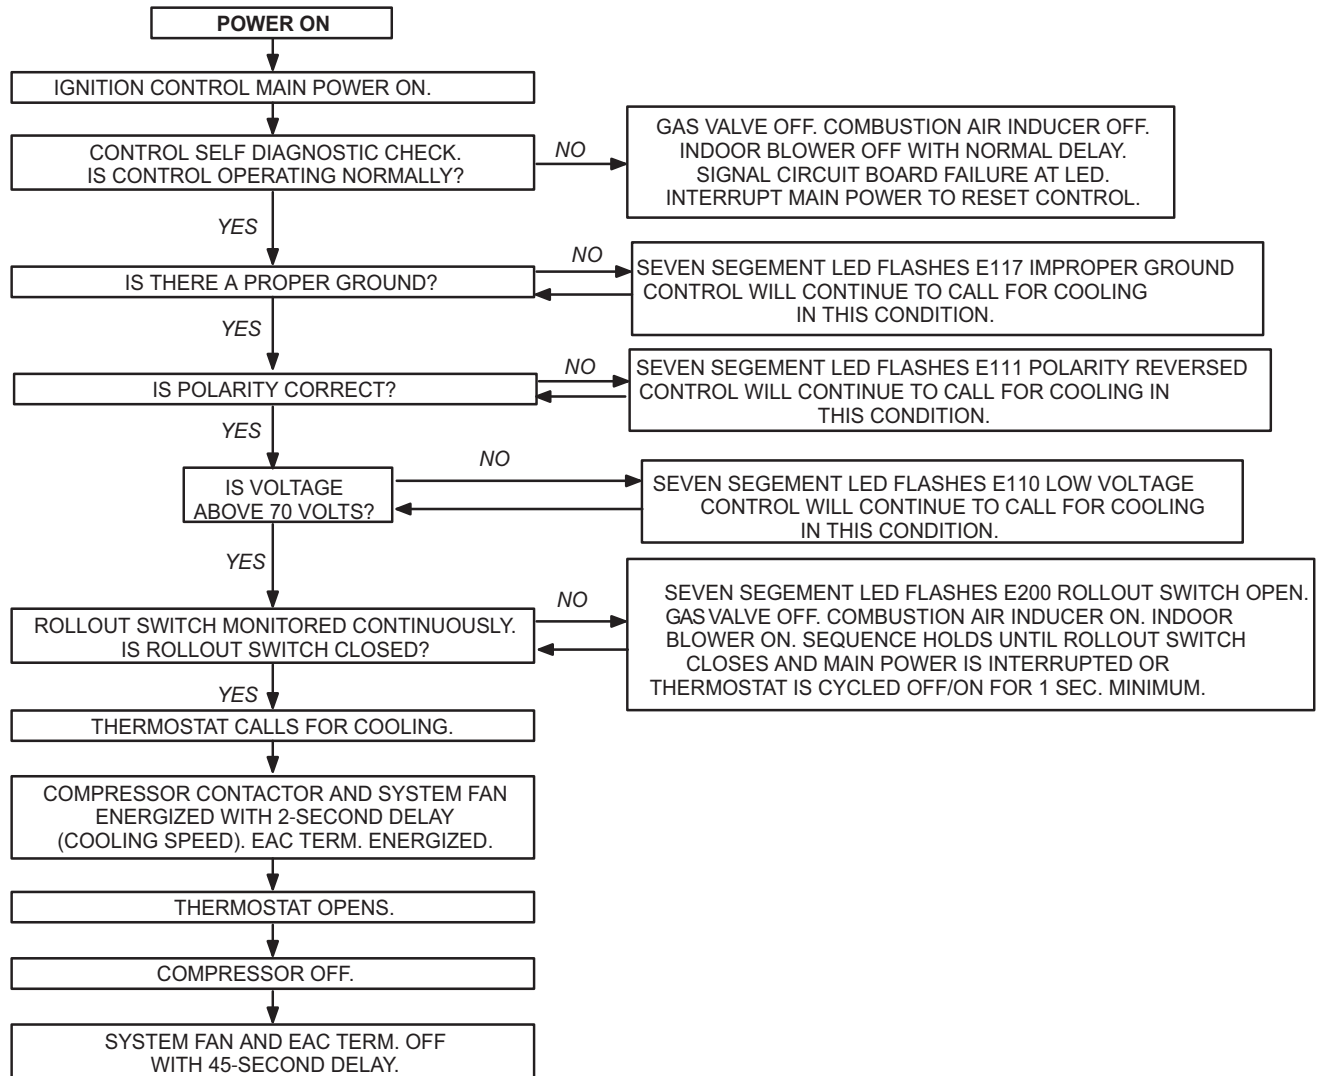 POWER ON
IGNITION CONTROL MAIN POWER ON.
CONTROL SELF DIAGNOSTIC CHECK.
IS CONTROL OPERATING NORMALLY?
NO
GAS VALVE OFF. COMBUSTION AIR INDUCER OFF.
INDOOR BLOWER OFF WITH NORMAL DELAY.
SIGNAL CIRCUIT BOARD FAILURE AT LED.
INTERRUPT MAIN POWER TO RESET CONTROL.
YES
IS THERE A PROPER GROUND?
NO
SEVEN SEGEMENT LED FLASHES E117 IMPROPER GROUND
CONTROL WILL CONTINUE TO CALL FOR COOLING
IN THIS CONDITION.
YES
IS POLARITY CORRECT?
NO
SEVEN SEGEMENT LED FLASHES E111 POLARITY REVERSED
CONTROL WILL CONTINUE TO CALL FOR COOLING IN
THIS CONDITION.
YES
IS VOLTAGE
ABOVE 70 VOLTS?
NO
SEVEN SEGEMENT LED FLASHES E110 LOW VOLTAGE
CONTROL WILL CONTINUE TO CALL FOR COOLING
IN THIS CONDITION.
YES
ROLLOUT SWITCH MONITORED CONTINUOUSLY.
IS ROLLOUT SWITCH CLOSED?
NO
SEVEN SEGEMENT LED FLASHES E200 ROLLOUT SWITCH OPEN.
GAS VALVE OFF. COMBUSTION AIR INDUCER ON. INDOOR
BLOWER ON. SEQUENCE HOLDS UNTIL ROLLOUT SWITCH
CLOSES AND MAIN POWER IS INTERRUPTED OR
THERMOSTAT IS CYCLED OFF/ON FOR 1 SEC. MINIMUM.
YES
THERMOSTAT CALLS FOR COOLING.
COMPRESSOR CONTACTOR AND SYSTEM FAN
ENERGIZED WITH 2-SECOND DELAY
(COOLING SPEED). EAC TERM. ENERGIZED.
THERMOSTAT OPENS.
COMPRESSOR OFF.
SYSTEM FAN AND EAC TERM. OFF
WITH 45-SECOND DELAY.